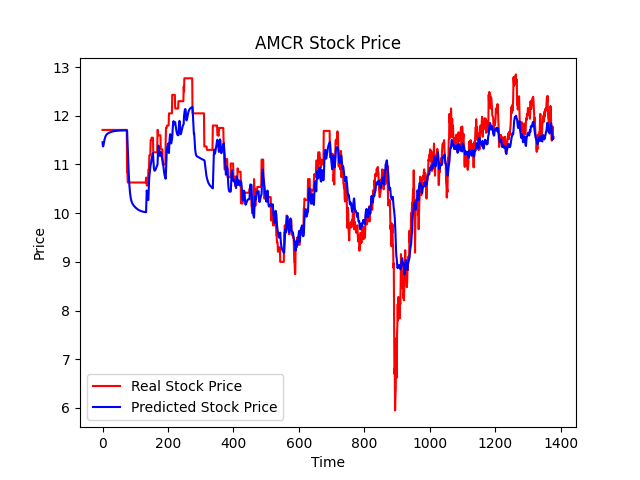 AMCR Stock Price
13
12
11
10
9
8
7
6
Price
Real Stock Price
Predicted Stock Price
0 200 400 600 800 1000 1200 1400
Time